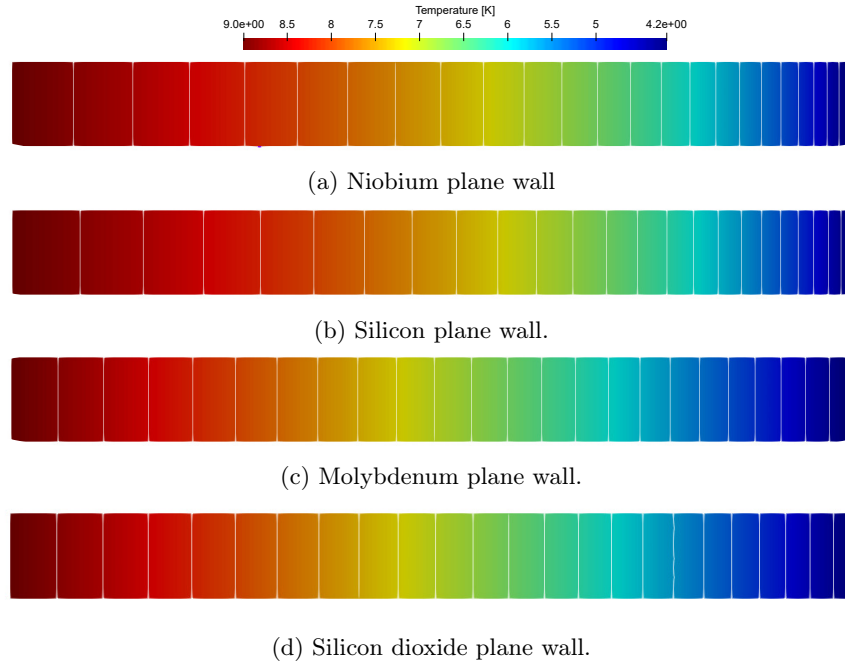 Temperature [K]
9.0e+00 8.5 8 7.5 7 6.5 6 5.5 5 4.2e+00
(a) Niobium plane wall
(b) Silicon plane wall.
(c) Molybdenum plane wall.
(d) Silicon dioxide plane wall.